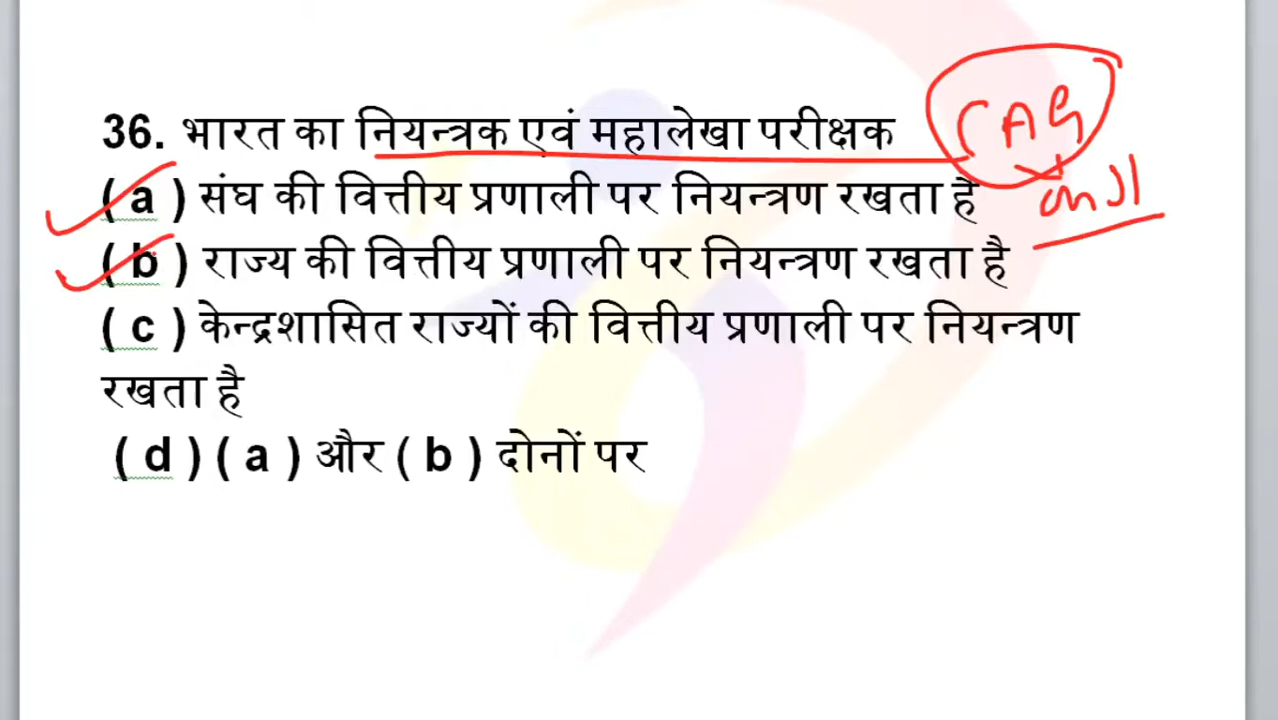 36. भारत का नियन्त्रक एवं महालेखा परीक्षक
CAG
( a ) संघ की वित्तीय प्रणाली पर नियन्त्रण रखता है
( b ) राज्य की वित्तीय प्रणाली पर नियन्त्रण रखता है
( c ) केन्द्रशासित राज्यों की वित्तीय प्रणाली पर नियन्त्रण
रखता है
( d ) ( a ) और ( b ) दोनों पर